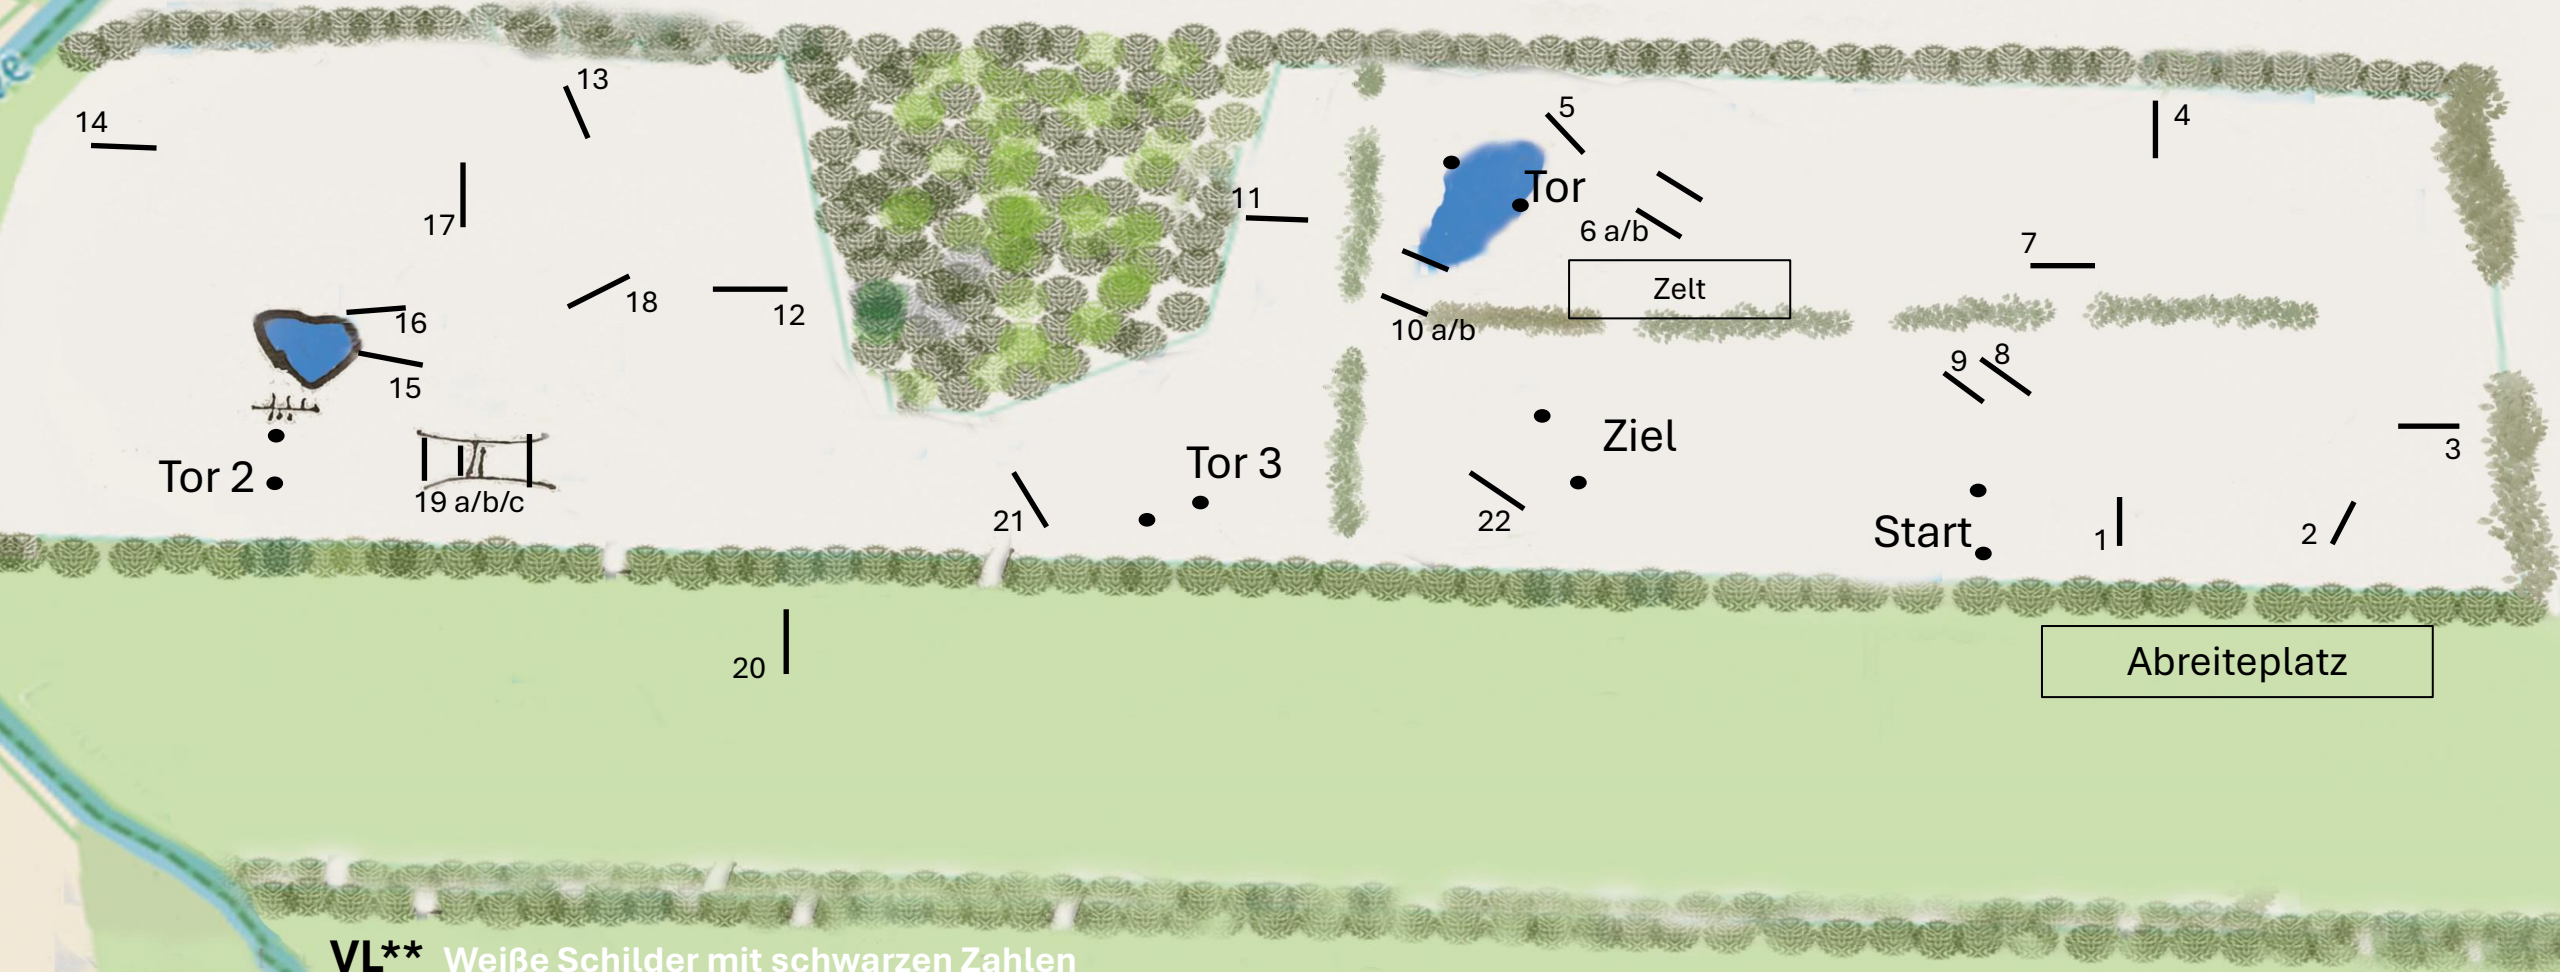 13
14
5
4
Tor
11
17
6 a/b
7
Zelt
18
12
16
10 a/b
9
8
15
Ziel
3
Tor 3
Tor 2
19 a/b/c
21
22
Start
1
2
20
Abreiteplatz
VL** Weiße Schilder mit schwarzen Zahlen